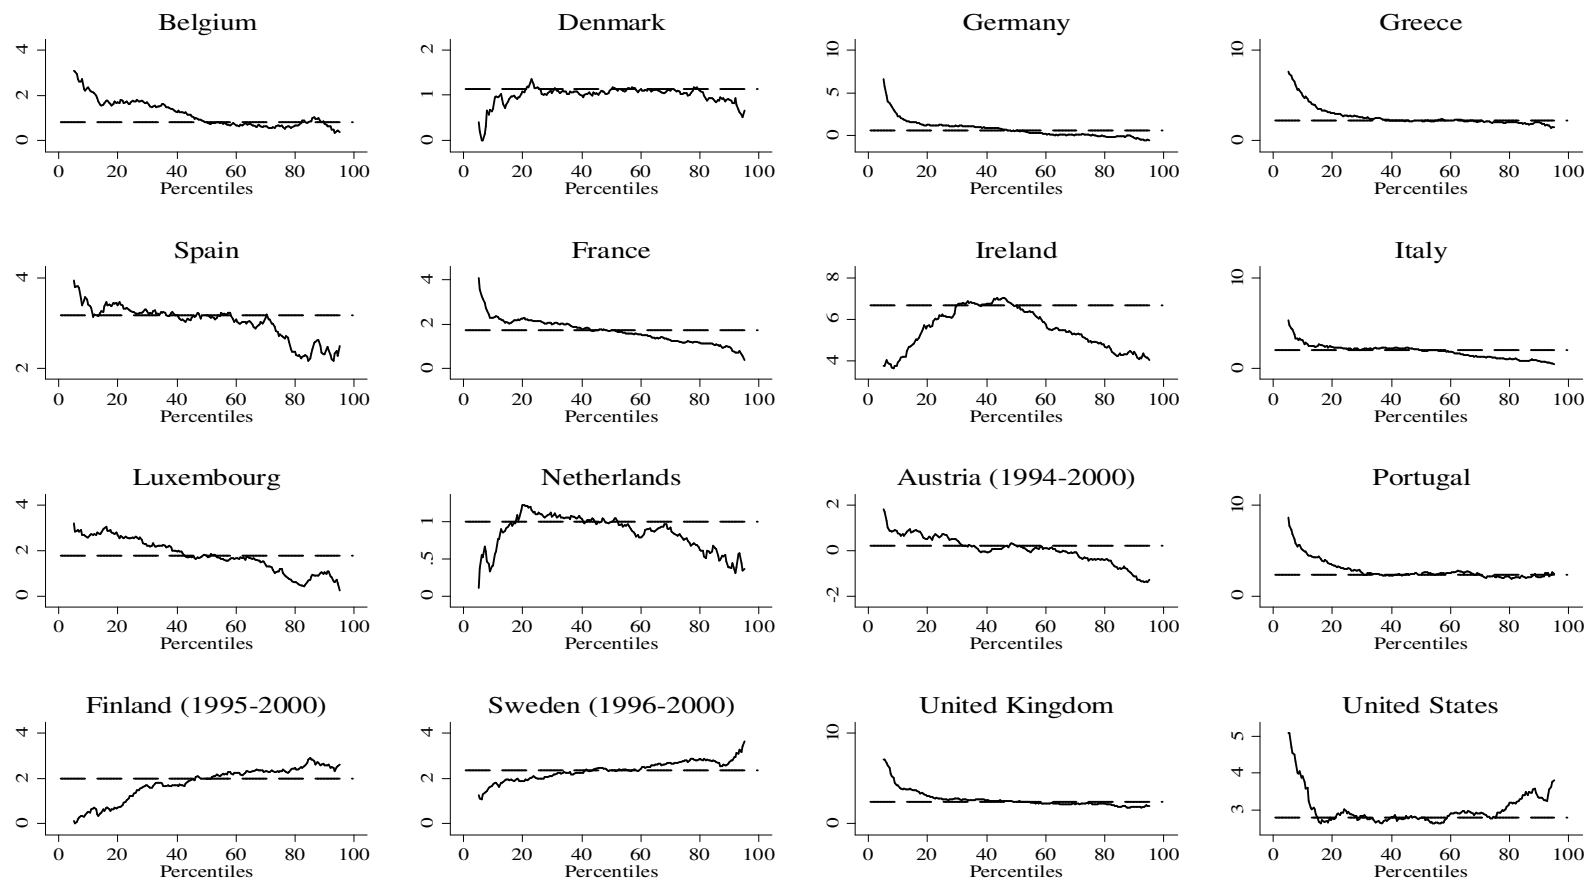 Belgium Denmark Germany Greece
4 2 0
2 1 0
10 5 0
10 0
0 20 40 60 80 100 0 20 40 60 80 100 0 20 40 60 80 100 0 20 40 60 80 100
Percentiles Percentiles Percentiles Percentiles
Spain France Ireland Italy
4 2
4 2 0
8 6 4
10 0
0 20 40 60 80 100 0 20 40 60 80 100 0 20 40 60 80 100 0 20 40 60 80 100
Percentiles Percentiles Percentiles Percentiles
Luxembourg Netherlands Austria (1994-2000) Portugal
4 2 0
1 .5 0
2 0 -2
10 0
0 20 40 60 80 100 0 20 40 60 80 100 0 20 40 60 80 100 0 20 40 60 80 100
Percentiles Percentiles Percentiles Percentiles
Finland (1995-2000) Sweden (1996-2000) United Kingdom United States
4 2 0
4 2 0
10 0
5 4 3
0 20 40 60 80 100 0 20 40 60 80 100 0 20 40 60 80 100 0 20 40 60 80 100
Percentiles Percentiles Percentiles Percentiles